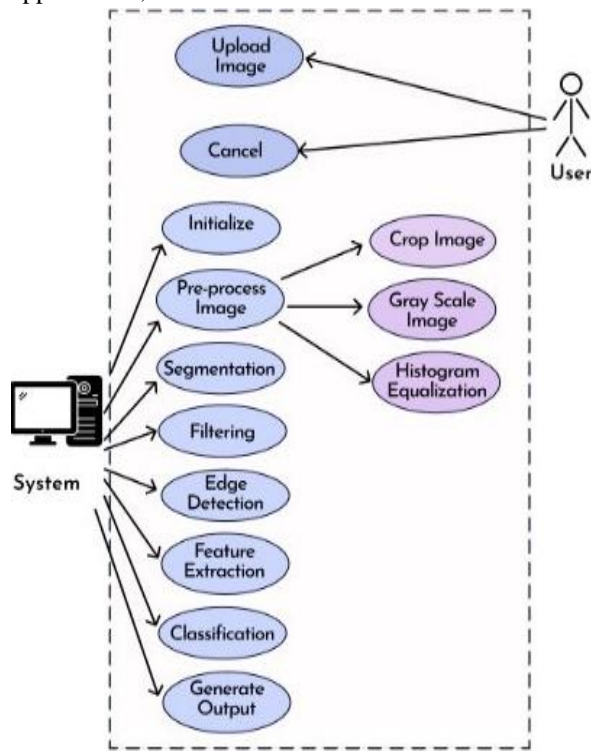 Upload
Image
Cancel
User
Initialize
Crop Image
Pre-process
Image
Gray Scale
Image
Segmentation
Histogram
Equalization
Filtering
System
Edge
Detection
Feature
Extraction
Classification
Generate
Output